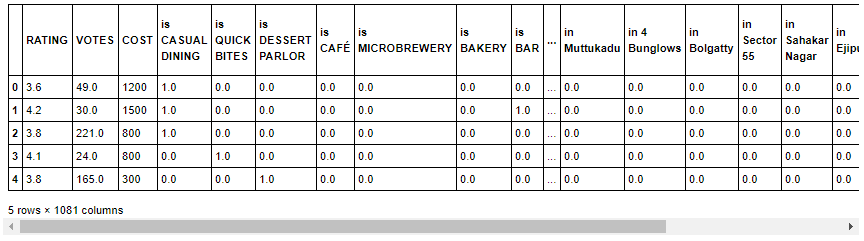 RATING VOTES COST is CASUAL DINING is QUICK BITES is DESSERT PARLOR is CAFÉ is MICROBREWERY is BAKERY is BAR ... in Muttukadu in 4 Bunglows in Bolgatty in Sector 55 in Sahakar Nagar in Ejipu
0 3.6 49.0 1200 1.0 0.0 0.0 0.0 0.0 0.0 0.0 ... 0.0 0.0 0.0 0.0 0.0 0.0
1 4.2 30.0 1500 1.0 0.0 0.0 0.0 0.0 0.0 1.0 ... 0.0 0.0 0.0 0.0 0.0 0.0
2 3.8 221.0 800 1.0 0.0 0.0 0.0 0.0 0.0 0.0 ... 0.0 0.0 0.0 0.0 0.0 0.0
3 4.1 24.0 800 0.0 1.0 0.0 0.0 0.0 0.0 0.0 ... 0.0 0.0 0.0 0.0 0.0 0.0
4 3.8 165.0 300 0.0 0.0 1.0 0.0 0.0 0.0 0.0 ... 0.0 0.0 0.0 0.0 0.0 0.0
5 rows × 1081 columns